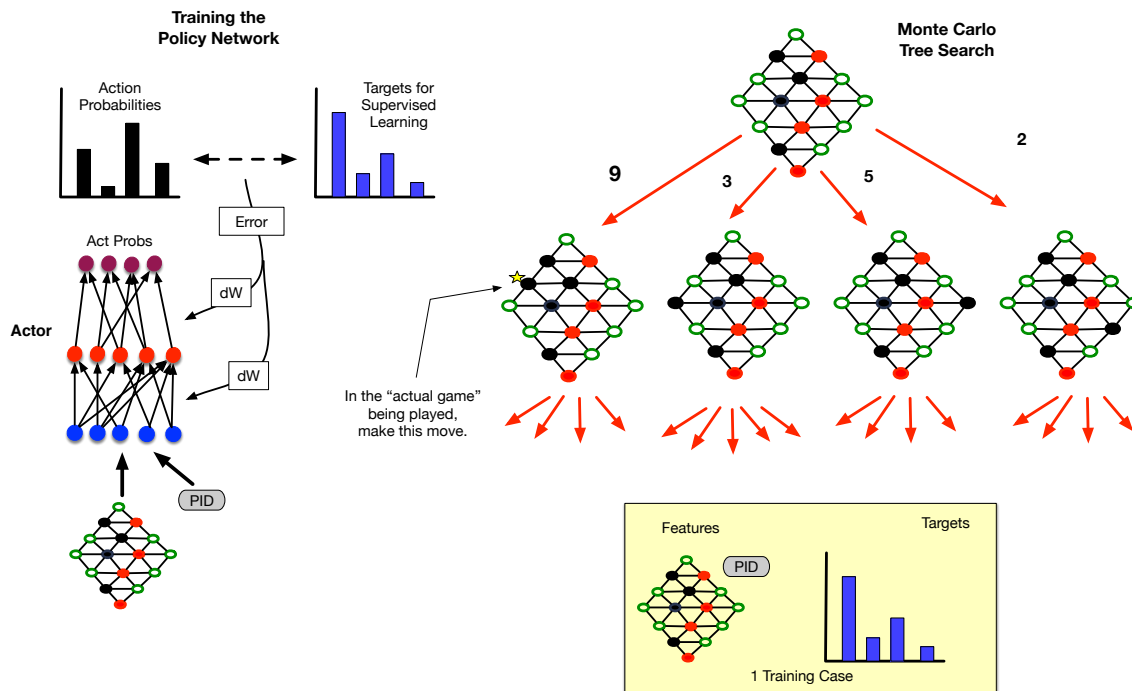 Training the
Policy Network
Action
Probabilities
Targets for
Supervised
Learning
Error
Act Probs
dW
Actor
dW
PID
Monte Carlo
Tree Search
9
3
5
2
In the “actual game”
being played,
make this move.
Features
Targets
PID
1 Training Case